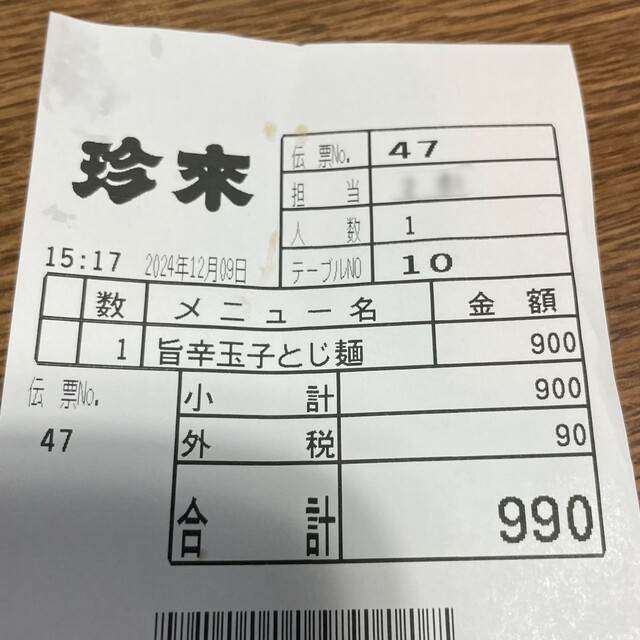 珍來
伝票No. 47
担当
人数 1
15:17 2024年12月09日
テーブルNO 10
数 メニュー名 金額
1 旨辛玉子とじ麺 900
伝票No.
47
小計 900
外税 90
合計 990